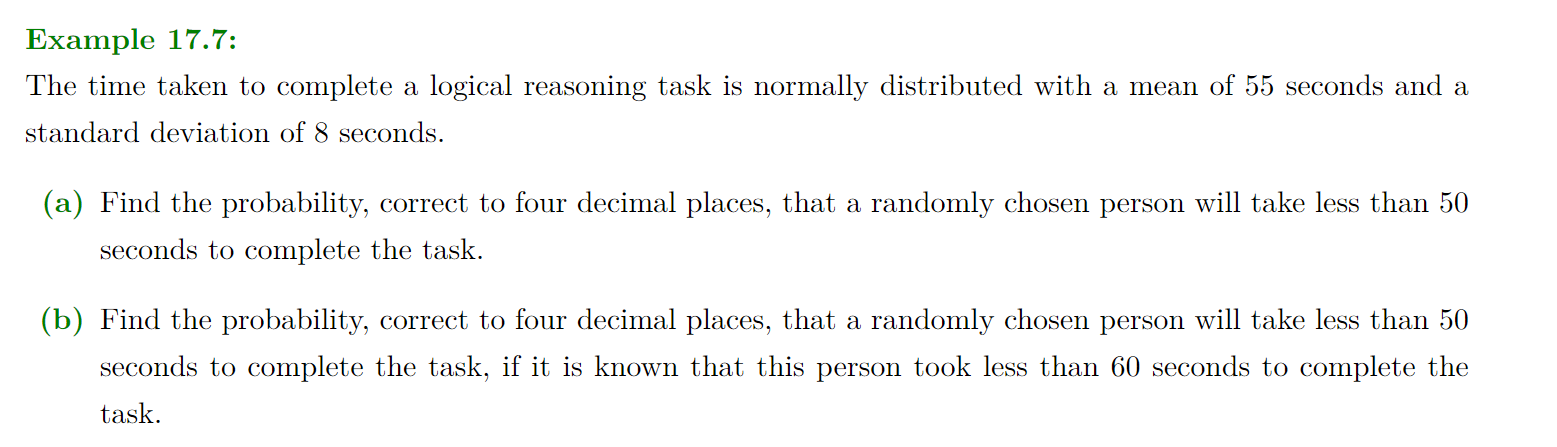 Example 17.7:
The time taken to complete a logical reasoning task is normally distributed with a mean of 55 seconds and a
standard deviation of 8 seconds.
(a) Find the probability, correct to four decimal places, that a randomly chosen person will take less than 50
seconds to complete the task.
(b) Find the probability, correct to four decimal places, that a randomly chosen person will take less than 50
seconds to complete the task, if it is known that this person took less than 60 seconds to complete the
task.